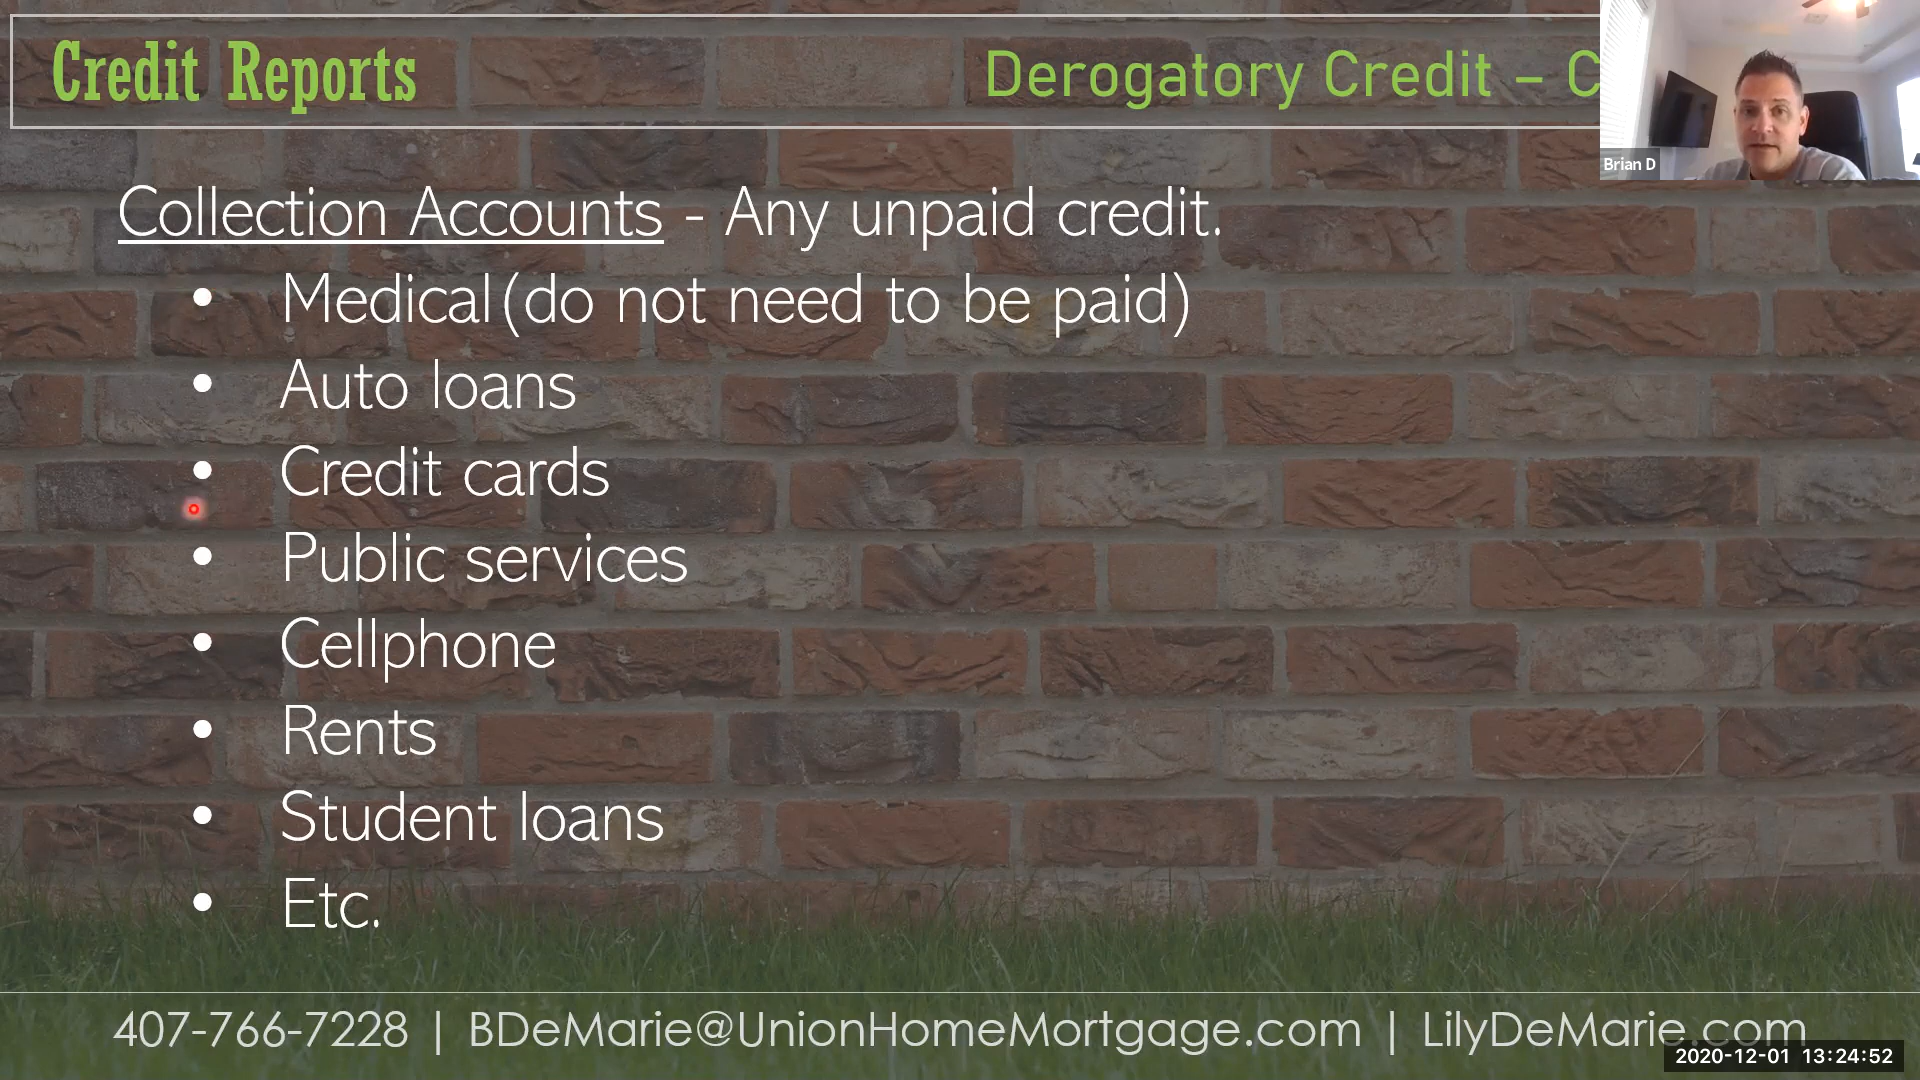 Credit Reports
Derogatory Credit – C
Brian D
Collection Accounts - Any unpaid credit.
• Medical (do not need to be paid)
• Auto loans
• Credit cards
• Public services
• Cellphone
• Rents
• Student loans
• Etc.
407-766-7228 | BDeMarie@UnionHomeMortgage.com | LilyDeMarie.com
2020-12-01 13:24:52